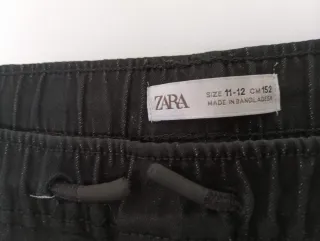 ZARA
SIZE 11-12 CM 152
MADE IN BANGLADESH